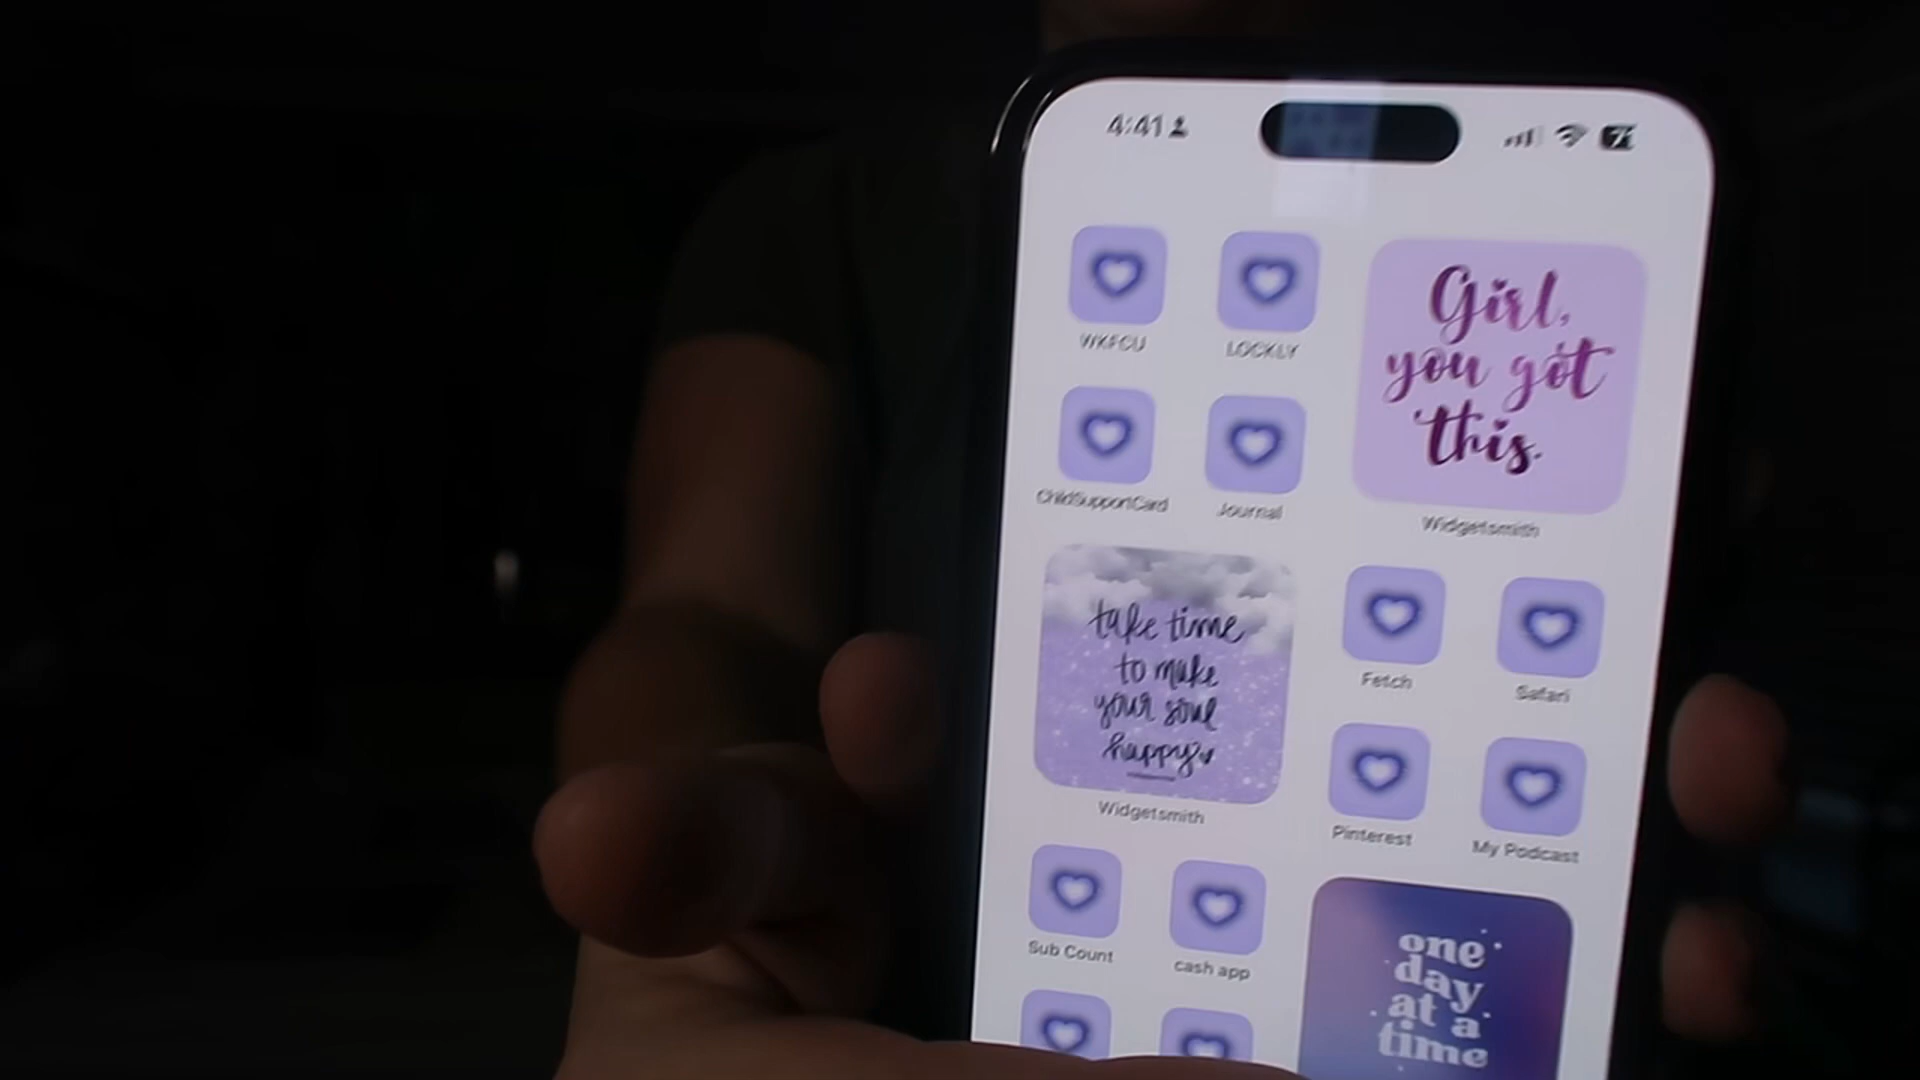 4:41
WKFCU LOCKLY
Girl,
you got
this.
ChildSupportCard Journal
Widgetsmith
take time
to make
your soul
happy
Widgetsmith
Fetch Safari
Pinterest My Podcast
Sub Count cash app
one
day
at a
time